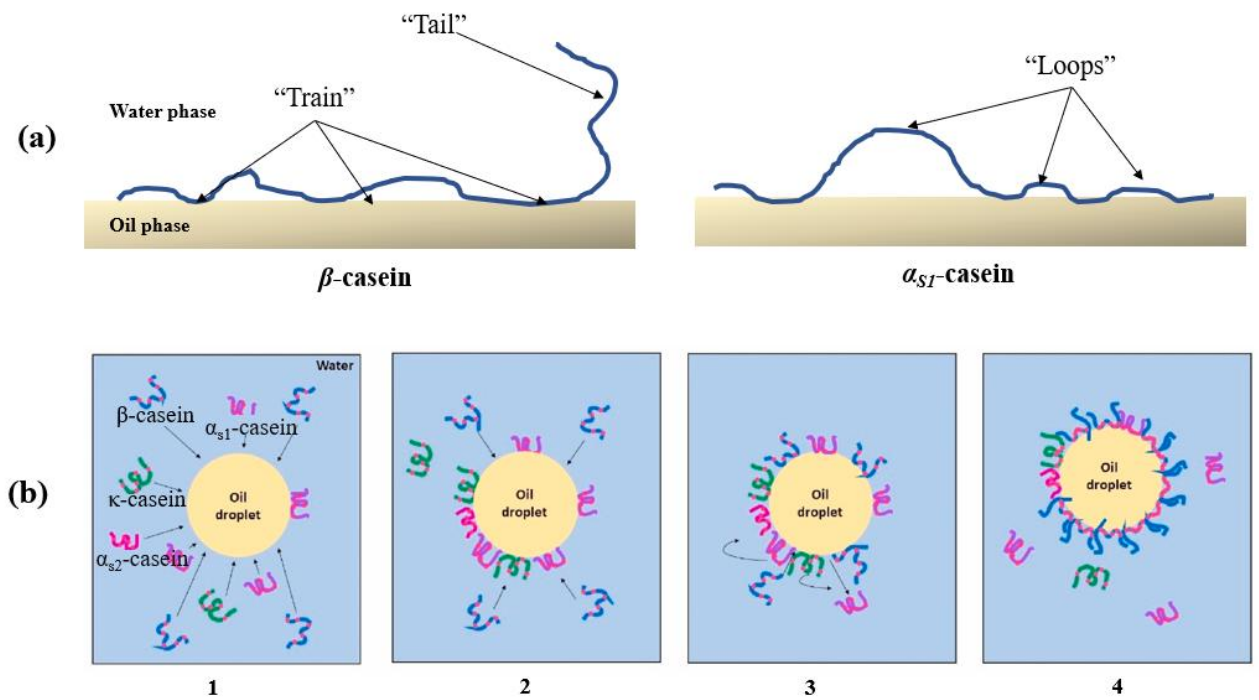 “Tail”
“Loops”
“Train”
Water phase
(a)
Oil phase
β-casein
αS1-casein
Water
β-casein
αs1-casein
κ-casein
αs2-casein
Oil
droplet
Oil
droplet
Oil
droplet
Oil
droplet
(b)
1
2
3
4